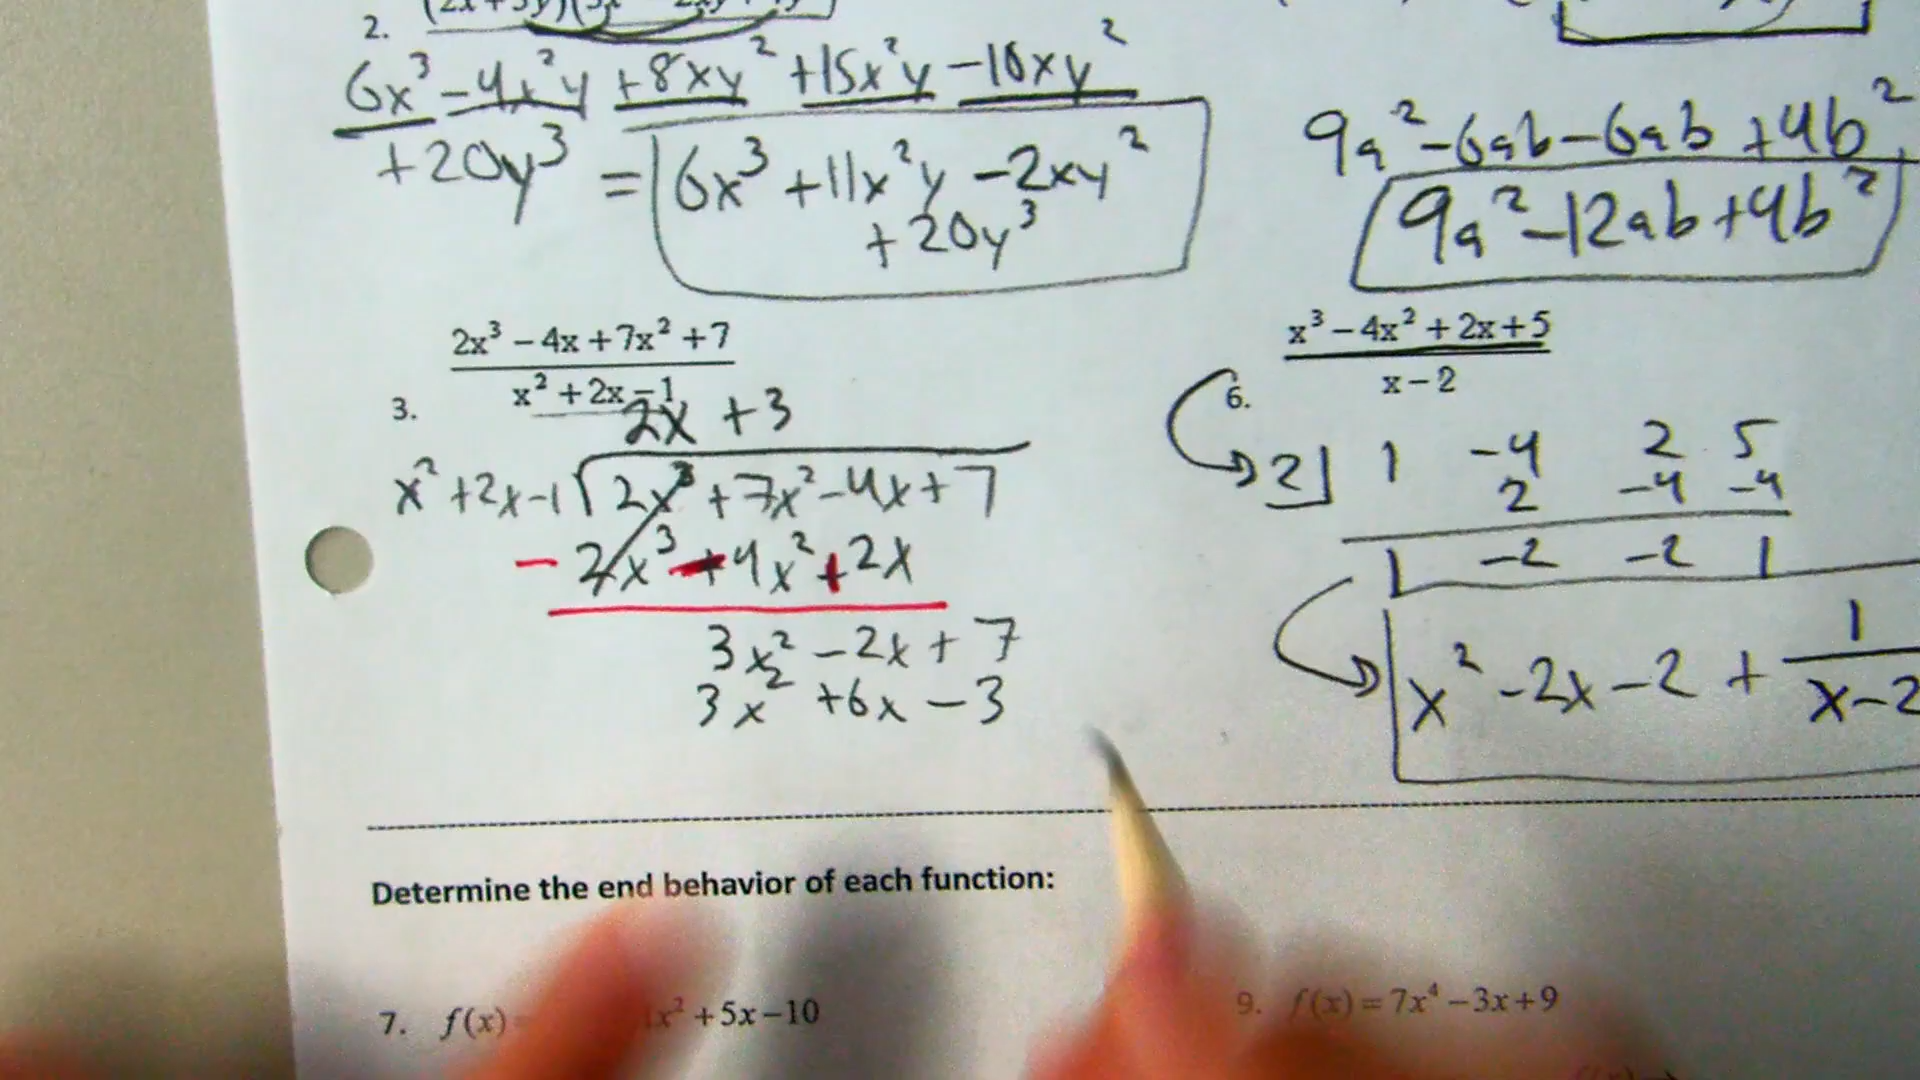 2.
6x³ - 4x²y + 8xy² + 15x²y - 10xy²
+ 20y³ = 6x³ + 11x²y - 2xy²
+ 20y³
9a² - 6ab - 6ab + 4b²
9a² - 12ab + 4b²
3.
2x³ - 4x + 7x² + 7
x² + 2x - 1
2x + 3
x² + 2x - 1 2x³ + 7x² - 4x + 7
- 2x³ + 4x² + 2x
3x² - 2x + 7
3x² + 6x - 3
6.
x³ - 4x² + 2x + 5
x - 2
2 1 -4 2 5
2 -4 -4
1 -2 -2 1
x² - 2x - 2 + 1
x - 2
Determine the end behavior of each function:
7. f(x) x² + 5x - 10
9. f(x) = 7x⁴ - 3x + 9